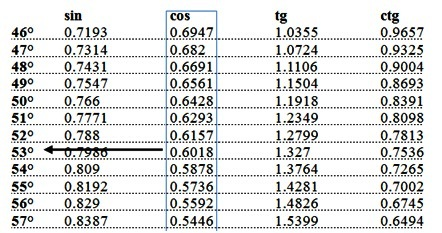 sin cos tg ctg
46° 0.7193 0.6947 1.0355 0.9657
47° 0.7314 0.682 1.0724 0.9325
48° 0.7431 0.6691 1.1106 0.9004
49° 0.7547 0.6561 1.1504 0.8693
50° 0.766 0.6428 1.1918 0.8391
51° 0.7771 0.6293 1.2349 0.8098
52° 0.788 0.6157 1.2799 0.7813
53° 0.7986 0.6018 1.327 0.7536
54° 0.809 0.5878 1.3764 0.7265
55° 0.8192 0.5736 1.4281 0.7002
56° 0.829 0.5592 1.4826 0.6745
57° 0.8387 0.5446 1.5399 0.6494